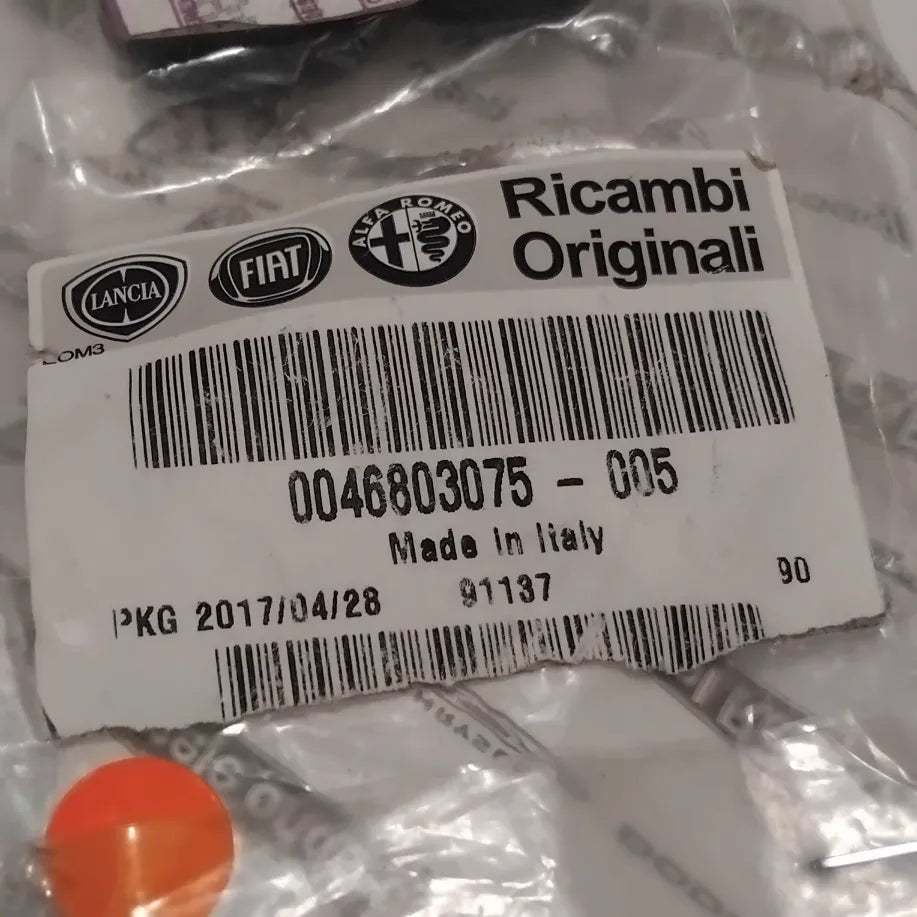 Ricambi
Originali
LANCIA
FIAT
ALFA ROMEO
0046803075 - 005
Made in Italy
PKG 2017/04/28 91137 90